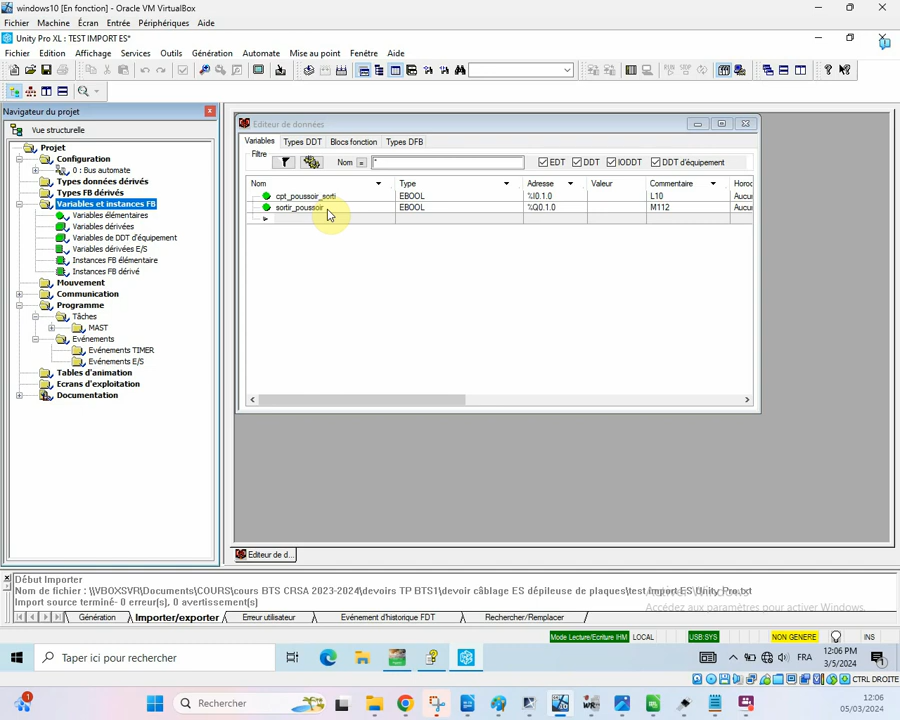 windows10 [En fonction] - Oracle VM VirtualBox
Fichier Machine Écran Entrée Périphériques Aide
Unity Pro XL : TEST IMPORT ES*
Fichier Edition Affichage Services Outils Génération Automate Mise au point Fenêtre Aide
RUN STOP
Navigateur du projet
Vue structurelle
Projet
Configuration
0 : Bus automate
Types données dérivés
Types FB dérivés
Variables et instances FB
Variables élémentaires
Variables dérivées
Variables de DDT d'équipement
Variables dérivées E/S
Instances FB élémentaire
Instances FB dérivé
Mouvement
Communication
Programme
Tâches
MAST
Evénements
Evénements TIMER
Evénements E/S
Tables d'animation
Ecrans d'exploitation
Documentation
Editeur de données
Variables Types DDT Blocs fonction Types DFB
Filtre
Nom = * EDT DDT IODDT DDT d'équipement
Nom Type Adresse Valeur Commentaire Horoc
cpt_poussoir_sorti EBOOL %I0.1.0 L10 Aucu
sortir_poussoir EBOOL %Q0.1.0 M112 Aucu
Editeur de d...
Début Importer
Nom de fichier : \\VBOXSVR\Documents\COURS\cours BTS CRSA 2023-2024\devoirs TP BTS1\devoir câblage ES dépileuse de plaques\test import ES\Unity Pro.txt
Import source terminé- 0 erreur(s), 0 avertissement(s)
Accédez aux paramètres pour activer Windows.
Génération Importer/exporter Erreur utilisateur Evénement d'historique FDT Rechercher/Remplacer
Mode Lecture/Ecriture IHM LOCAL USB:SYS NON GENERE INS
Taper ici pour rechercher
FRA
12:06 PM
3/5/2024
1
CTRL DROITE
1
Rechercher
12:06
05/03/2024